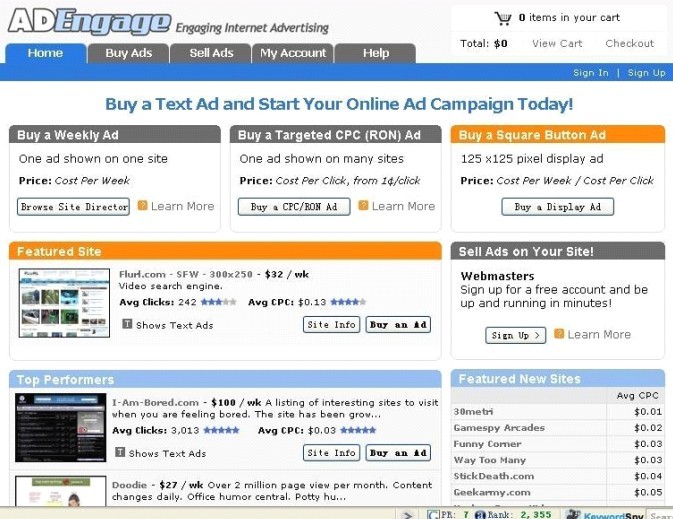 ADEngage Engaging Internet Advertising
0 items in your cart
Total: $0 View Cart Checkout
Home Buy Ads Sell Ads My Account Help
Sign In | Sign Up
Buy a Text Ad and Start Your Online Ad Campaign Today!
Buy a Weekly Ad
One ad shown on one site
Price: Cost Per Week
Browse Site Director
? Learn More
Buy a Targeted CPC (RON) Ad
One ad shown on many sites
Price: Cost Per Click, from 1¢/click
Buy a CPC/RON Ad
? Learn More
Buy a Square Button Ad
125 x125 pixel display ad
Price: Cost Per Week / Cost Per Click
Buy a Display Ad
Featured Site
Flurl.com - SFW - 300x250 - $32 / wk
Video search engine.
Avg Clicks: 242 Avg CPC: $0.13
T Shows Text Ads
Site Info Buy an Ad
Sell Ads on Your Site!
Webmasters
Sign up for a free account and be
up and running in minutes!
Sign Up >
? Learn More
Top Performers
I-Am-Bored.com - $100 / wk A listing of interesting sites to visit
when you are feeling bored. The site has been grow...
Avg Clicks: 3,013 Avg CPC: $0.03
T Shows Text Ads
Site Info Buy an Ad
Doodie - $27 / wk Over 2 million page view per month. Content
changes daily. Office humor central. Potty hu...
Featured New Sites
Avg CPC
30metri $0.01
Gamespy Arcades $0.02
Funny Corner $0.03
Way Too Many $0.03
StickDeath.com $0.04
Geekarmy.com $0.05
PR: 7 Rank: 2,355 KeywordSpy